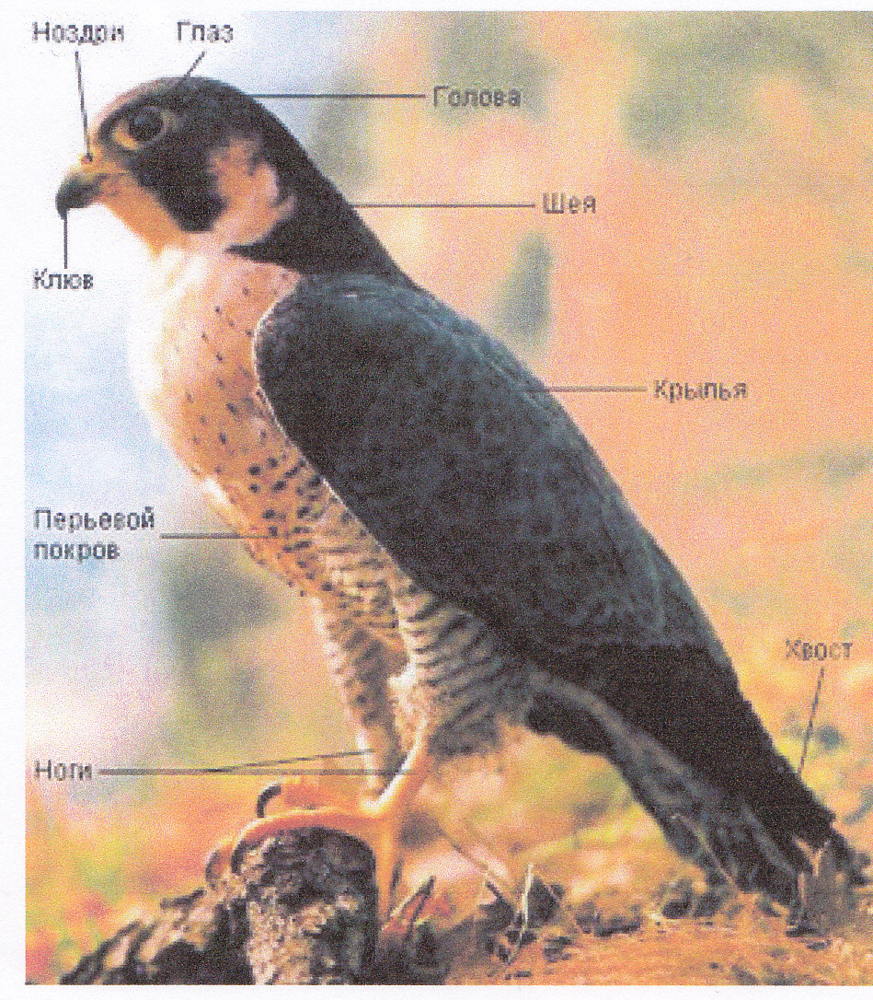 Ноздри Глаз
Голова
Шея
Клюв
Крылья
Перьевой
покров
Хвост
Ноги